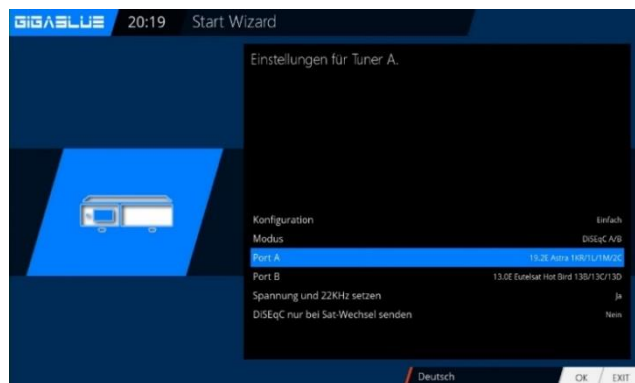 GIGABLUE 20:19 Start Wizard
Einstellungen für Tuner A.
Konfiguration Einfach
Modus DiSEqC A/B
Port A 19.2E Astra 1KR/1L/1M/2C
Port B 13.0E Eutelsat Hot Bird 13B/13C/13D
Spannung und 22KHz setzen Ja
DiSEqC nur bei Sat-Wechsel senden Nein
Deutsch OK EXIT